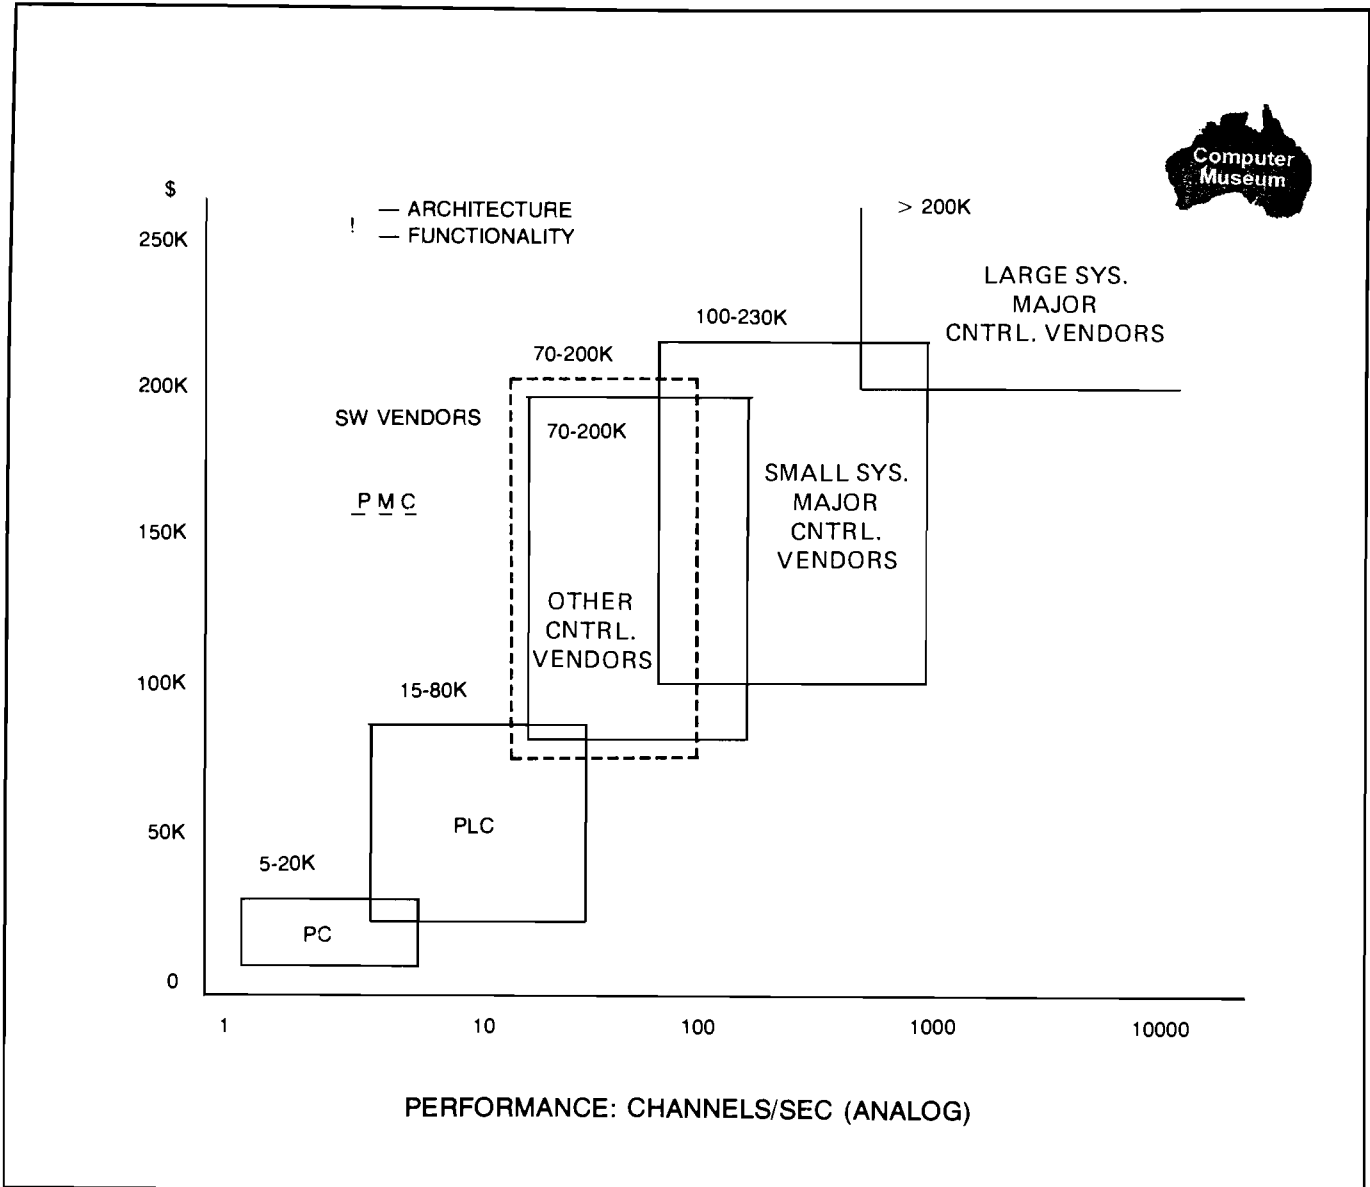 Computer
Museum
$
— ARCHITECTURE
! — FUNCTIONALITY
> 200K
250K
LARGE SYS.
MAJOR
CNTRL. VENDORS
100-230K
70-200K
200K
SW VENDORS
70-200K
SMALL SYS.
MAJOR
CNTRL.
VENDORS
P M C
150K
OTHER
CNTRL.
VENDORS
100K
15-80K
50K
PLC
5-20K
PC
0
1 10 100 1000 10000
PERFORMANCE: CHANNELS/SEC (ANALOG)